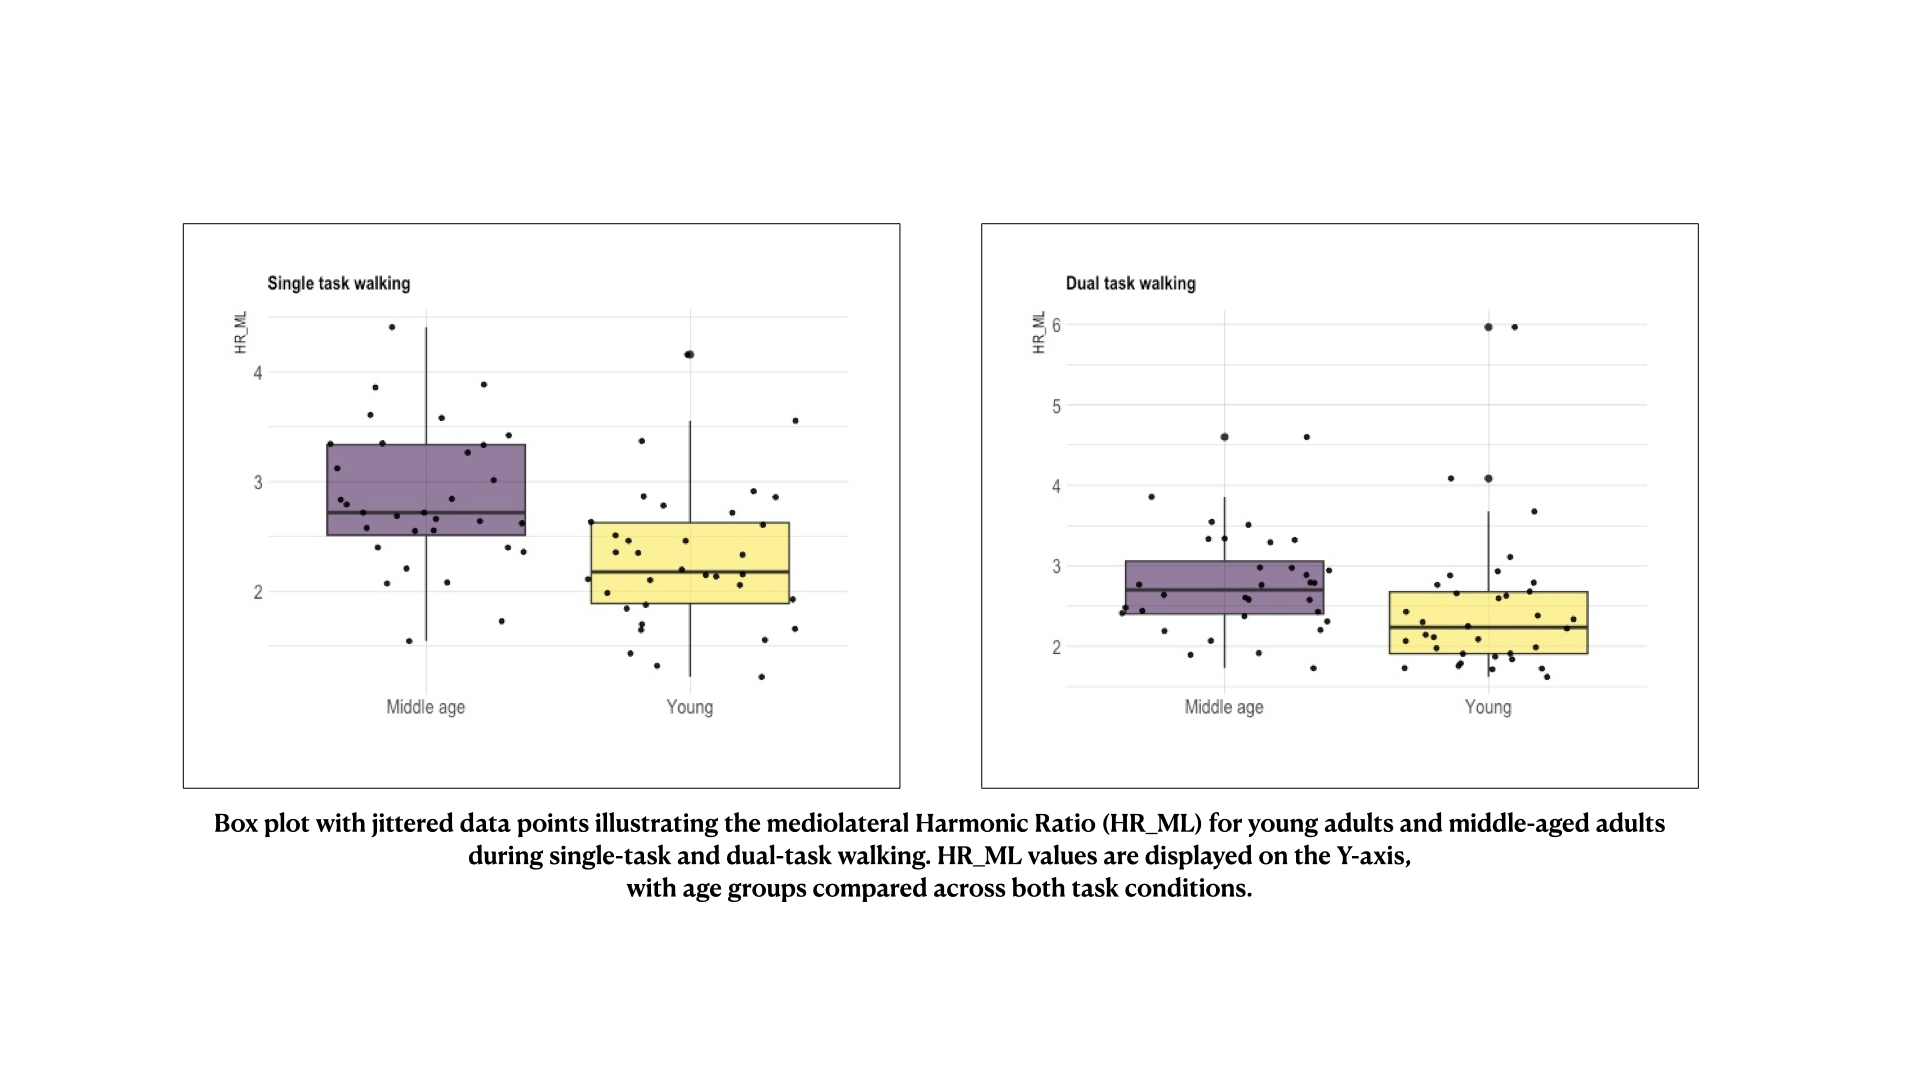 Single task walking
HR_ML
4
3
2
Middle age
Young
Dual task walking
HR_ML
6
5
4
3
2
Middle age
Young
Box plot with jittered data points illustrating the mediolateral Harmonic Ratio (HR_ML) for young adults and middle-aged adults
during single-task and dual-task walking. HR_ML values are displayed on the Y-axis,
with age groups compared across both task conditions.